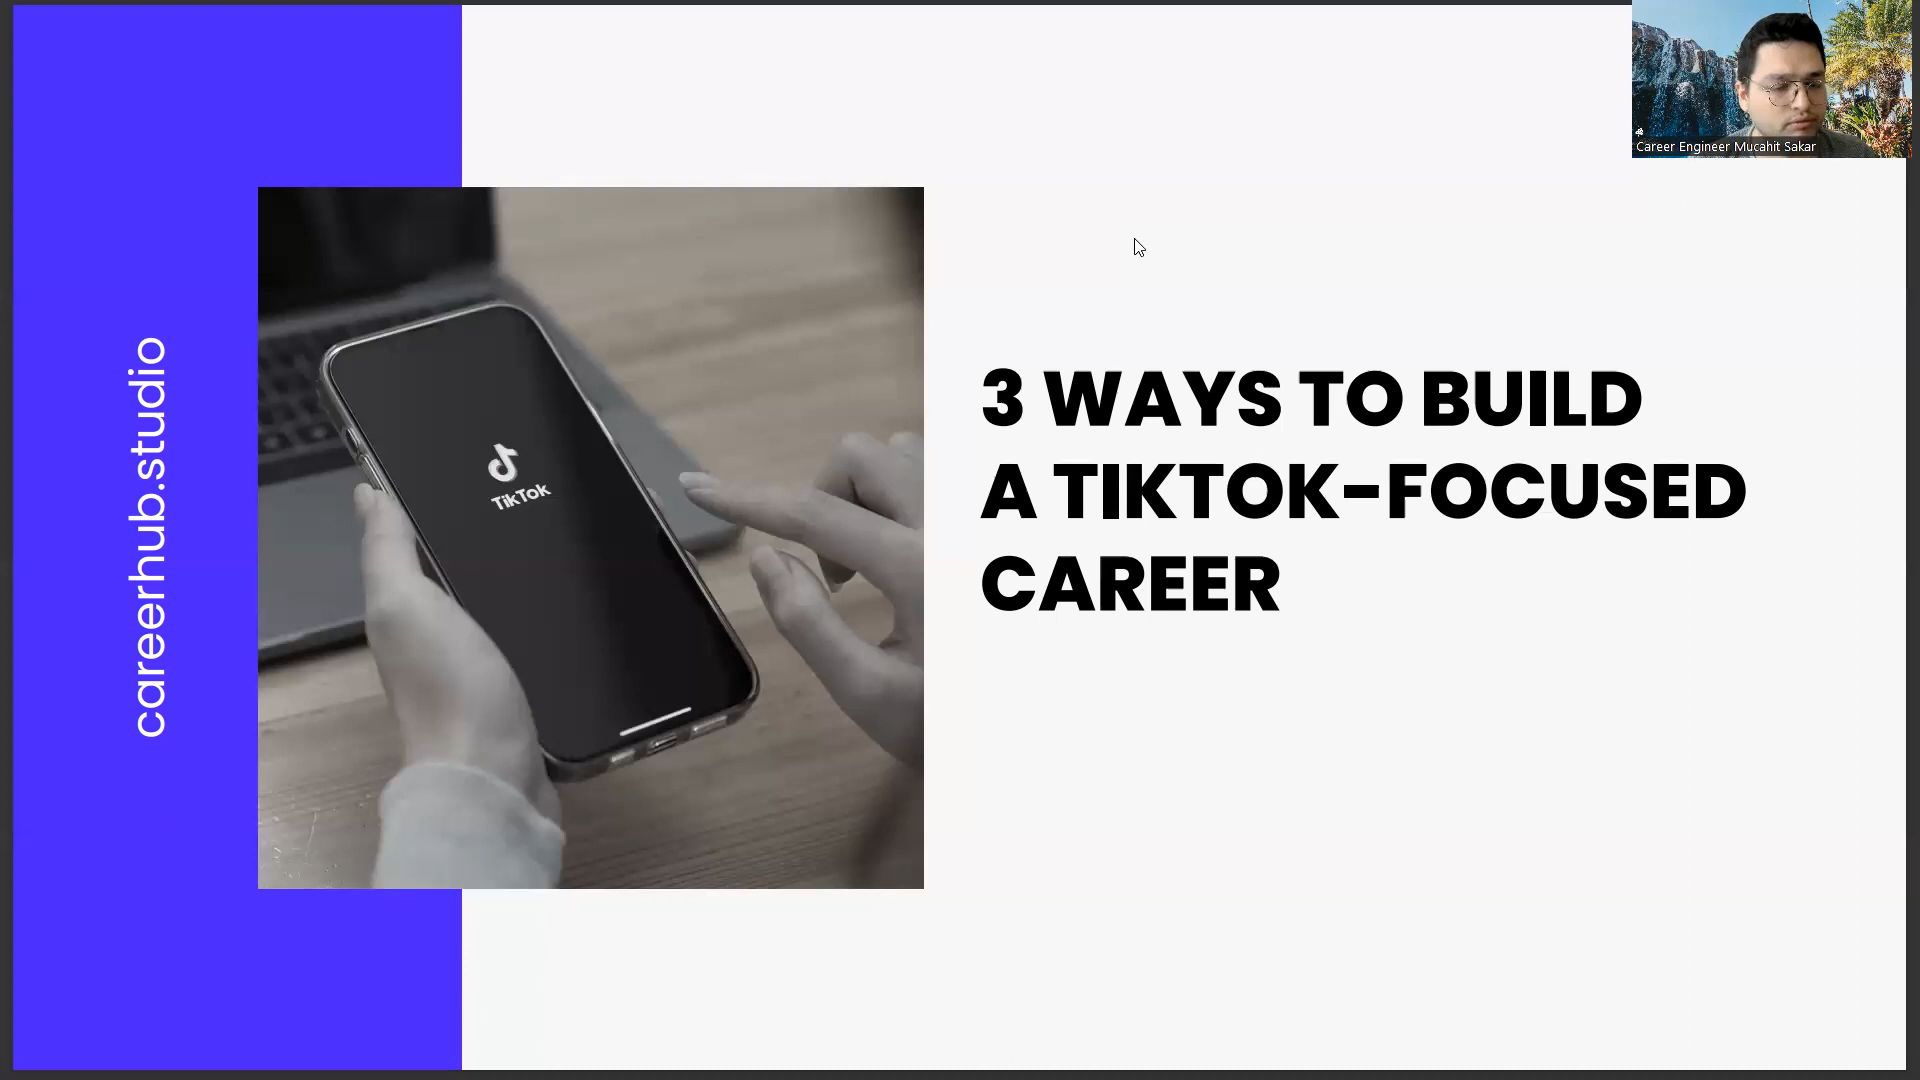 careerhub.studio
TikTok
3 WAYS TO BUILD
A TIKTOK-FOCUSED
CAREER
Career Engineer Mucahit Sakar